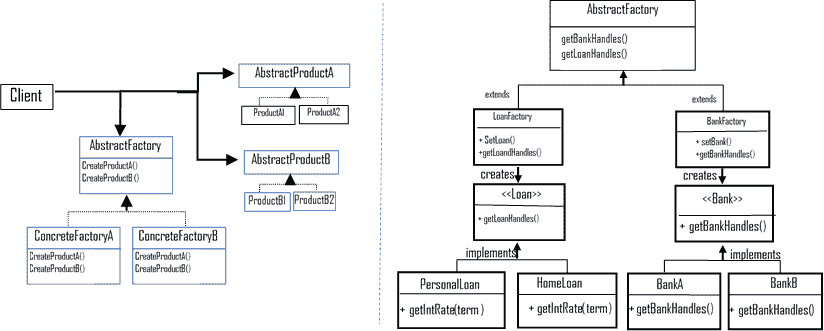 Client
AbstractProductA
ProductA1
ProductA2
AbstractFactory
CreateProductA()
CreateProductB ()
AbstractProductB
ProductB1
ProductB2
ConcreteFactoryA
CreateProductA()
CreateProductB()
ConcreteFactoryB
CreateProductA()
CreateProductB()
AbstractFactory
getBankHandles()
getLoanHandles()
extends
extends
LoanFactory
+ SetLoan()
+getLoandHandles()
BankFactory
+ setBank()
+getBankHandles()
creates
creates
<<Loan>>
+ getLoanHandles()
<<Bank>>
+ getBankHandles()
implements
implements
PersonalLoan
+ getIntRate(term)
HomeLoan
+ getIntRate(term)
BankA
+ getBankHandles()
BankB
+ getBankHandles()